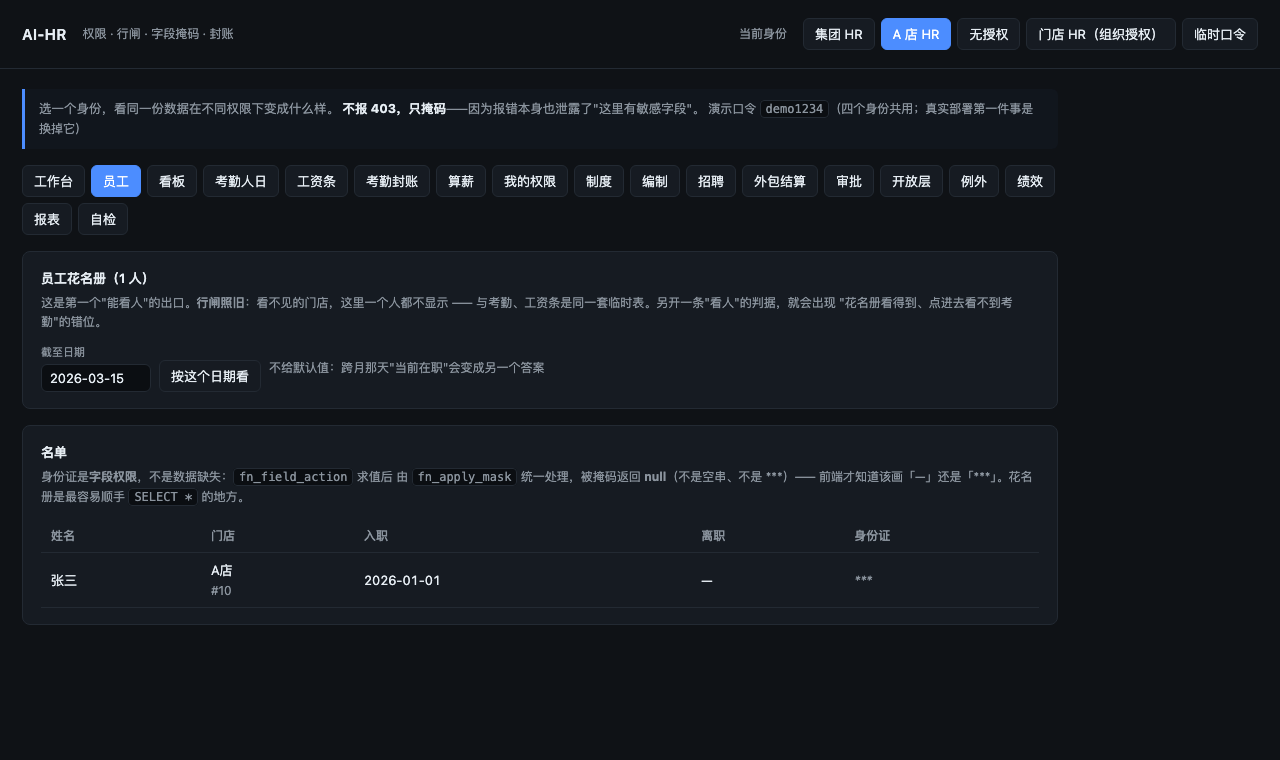 AI-HR 权限 · 行闸 · 字段掩码 · 封账 当前身份 集团 HR A 店 HR 无授权 门店 HR（组织授权） 临时口令
选一个身份，看同一份数据在不同权限下变成什么样。 不报 403，只掩码——因为报错本身也泄露了"这里有敏感字段"。 演示口令 demo1234 （四个身份共用；真实部署第一件事是
换掉它）
工作台 员工 看板 考勤人日 工资条 考勤封账 算薪 我的权限 制度 编制 招聘 外包结算 审批 开放层 例外 绩效
报表 自检
员工花名册（1 人）
这是第一个"能看人"的出口。行闸照旧：看不见的门店，这里一个人都不显示 —— 与考勤、工资条是同一套临时表。另开一条"看人"的判据，就会出现 "花名册看得到、点进去看不到考
勤"的错位。
截至日期
2026-03-15 按这个日期看 不给默认值：跨月那天"当前在职"会变成另一个答案
名单
身份证是字段权限，不是数据缺失： fn_field_action 求值后 由 fn_apply_mask 统一处理，被掩码返回 null（不是空串、不是 ***）—— 前端才知道该画「—」还是「***」。花名
册是最容易顺手 SELECT * 的地方。
姓名 门店 入职 离职 身份证
张三 A店 2026-01-01 — ***
#10